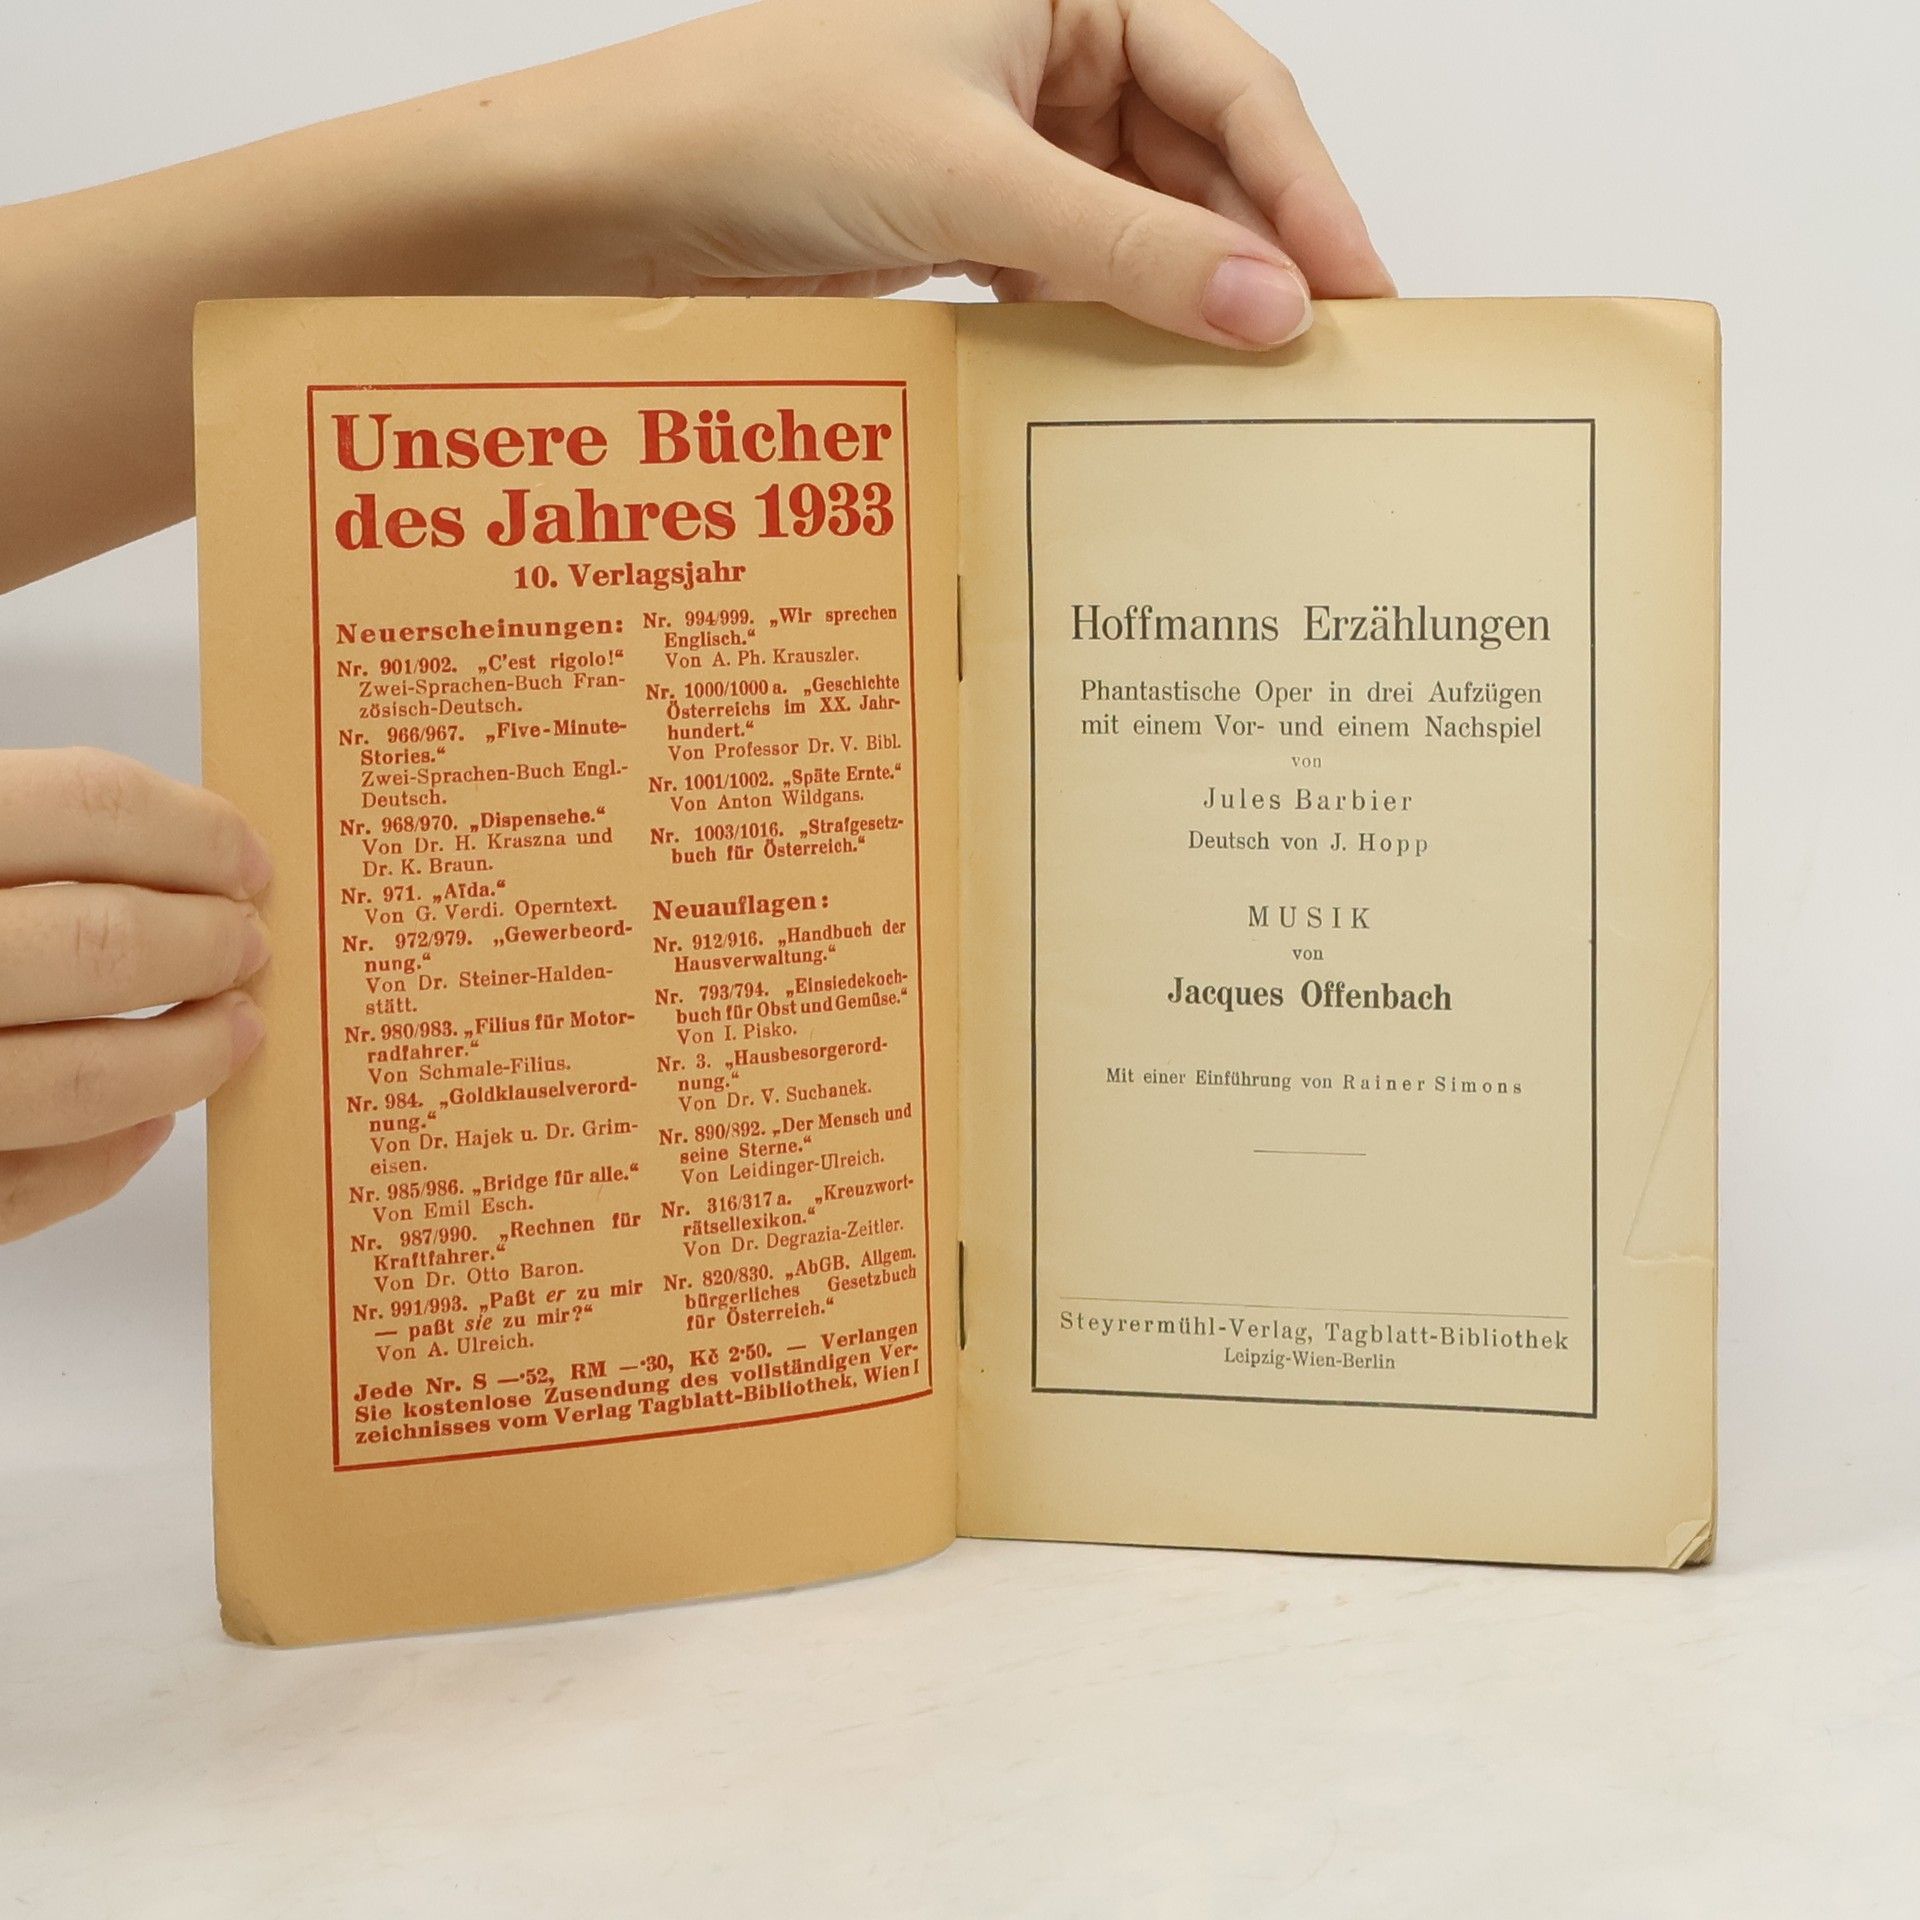 Unsere Bücher
des Jahres 1933
10. Verlagsjahr
Neuerscheinungen:
Nr. 901/902. „C'est rigolo!“
Zwei-Sprachen-Buch Fran-
zösisch-Deutsch.
Nr. 966/967. „Five-Minute-
Stories.“
Zwei-Sprachen-Buch Engl.-
Deutsch.
Nr. 968/970. „Dispensehe.“
Von Dr. H. Kraszna und
Dr. K. Braun.
Nr. 971. „Aïda.“
Von G. Verdi. Operntext.
Nr. 972/979. „Gewerbeord-
nung.“
Von Dr. Steiner-Halden-
stätt.
Nr. 980/983. „Filius für Motor-
radfahrer.“
Von Schmale-Filius.
Nr. 984. „Goldklauselverord-
nung.“
Von Dr. Hajek u. Dr. Grim-
eisen.
Nr. 985/986. „Bridge für alle.“
Von Emil Esch.
Nr. 987/990. „Rechnen für
Kraftfahrer.“
Von Dr. Otto Baron.
Nr. 991/993. „Paßt er zu mir
— paßt sie zu mir?“
Von A. Ulreich.
Nr. 994/999. „Wir sprechen
Englisch.“
Von A. Ph. Krauszler.
Nr. 1000/1000 a. „Geschichte
Österreichs im XX. Jahr-
hundert.“
Von Professor Dr. V. Bibl.
Nr. 1001/1002. „Späte Ernte.“
Von Anton Wildgans.
Nr. 1003/1016. „Strafgesetz-
buch für Österreich.“
Neuauflagen:
Nr. 912/916. „Handbuch der
Hausverwaltung.“
Nr. 793/794. „Einsiedekoch-
buch für Obst und Gemüse.“
Von I. Pisko.
Nr. 3. „Hausbesorgerord-
nung.“
Von Dr. V. Suchanek.
Nr. 890/892. „Der Mensch und
seine Sterne.“
Von Leidinger-Ulreich.
Nr. 316/317 a. „Kreuzwort-
rätsellexikon.“
Von Dr. Degrazia-Zeitler.
Nr. 820/830. „AbGB. Allgem.
bürgerliches Gesetzbuch
für Österreich.“
Jede Nr. S —·52, RM —·30, Kč 2·50. — Verlangen
Sie kostenlose Zusendung des vollständigen Ver-
zeichnisses vom Verlag Tagblatt-Bibliothek, Wien I
Hoffmanns Erzählungen
Phantastische Oper in drei Aufzügen
mit einem Vor- und einem Nachspiel
von
Jules Barbier
Deutsch von J. Hopp
MUSIK
von
Jacques Offenbach
Mit einer Einführung von Rainer Simons
Steyrermühl-Verlag, Tagblatt-Bibliothek
Leipzig-Wien-Berlin